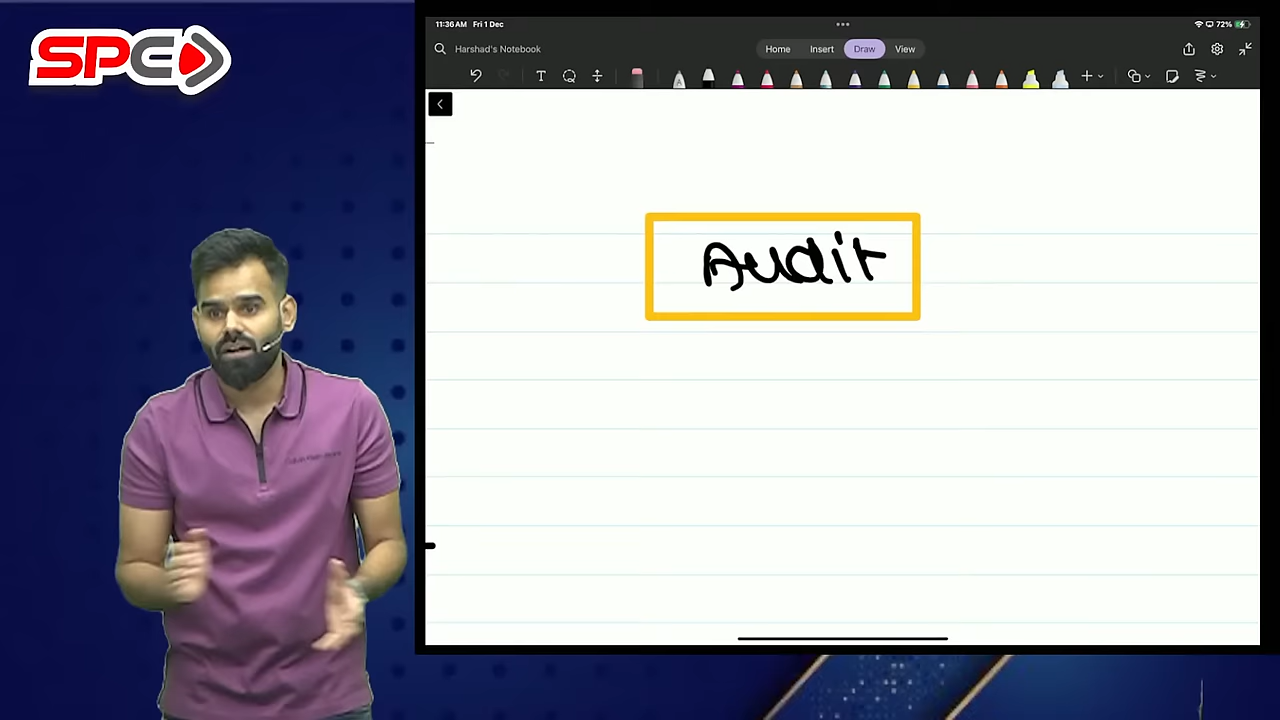 SPC
11:36 AM Fri 1 Dec
72%
Harshad's Notebook
Home Insert Draw View
Audit